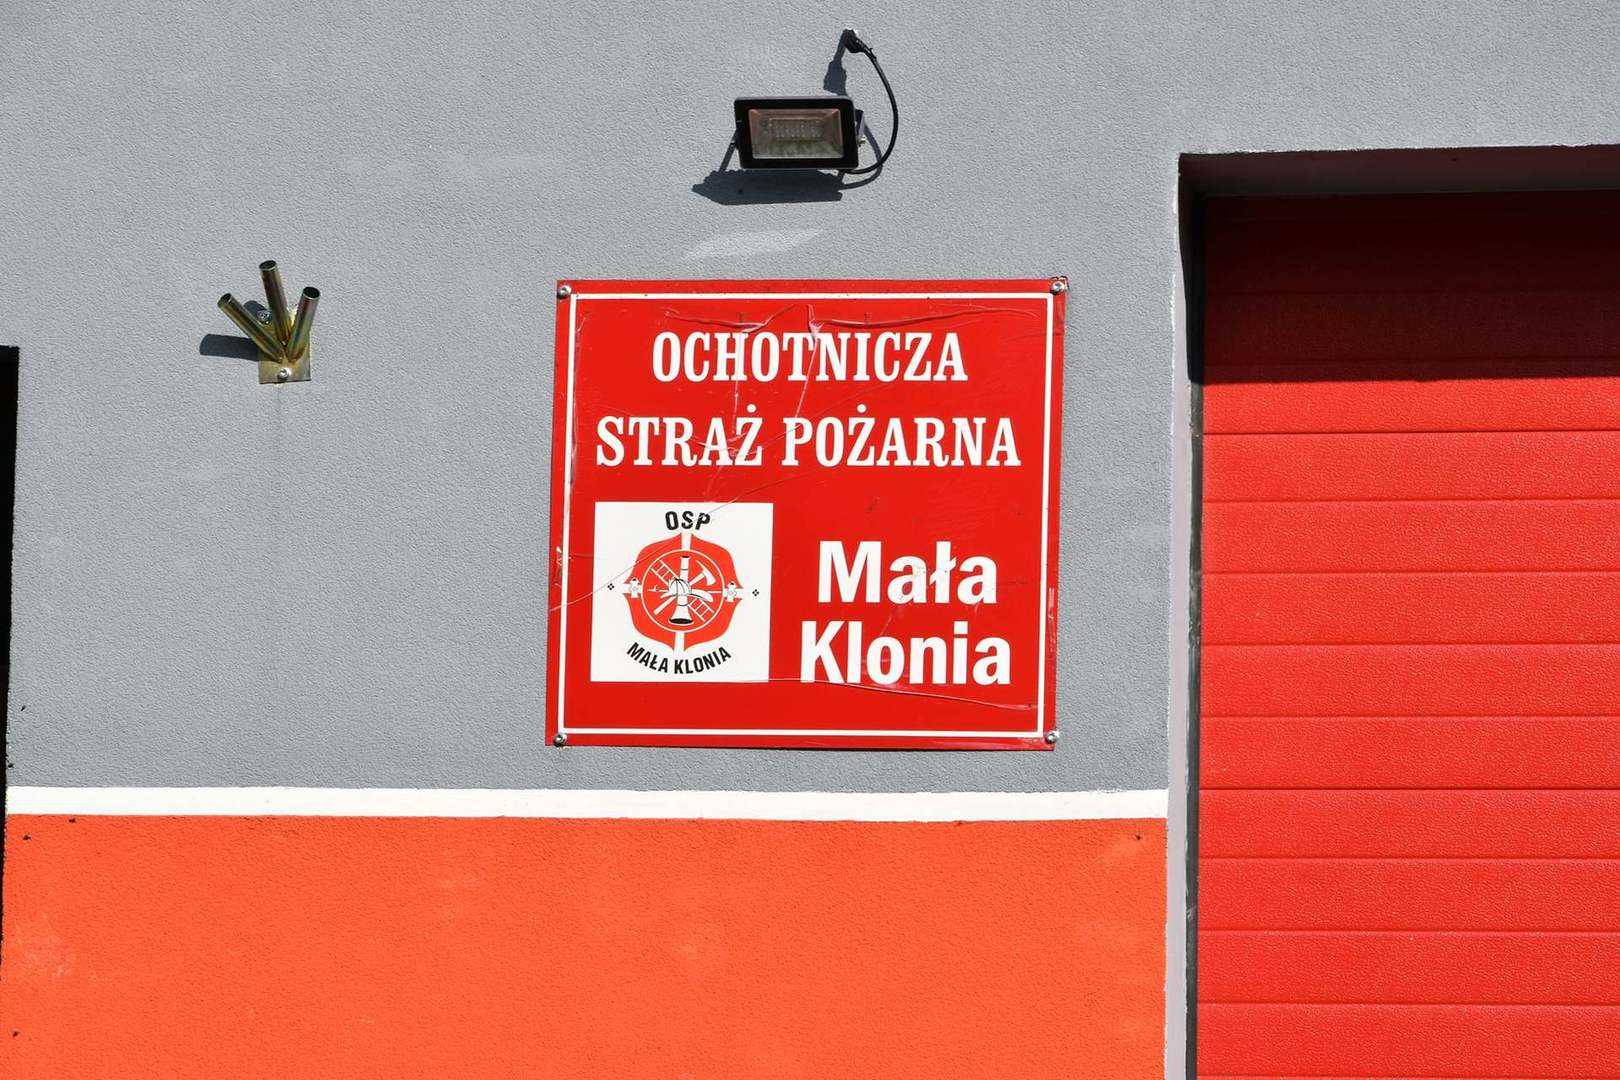 OCHOTNICZA
STRAŻ POŻARNA
OSP
MAŁA KLONIA
Mała
Klonia